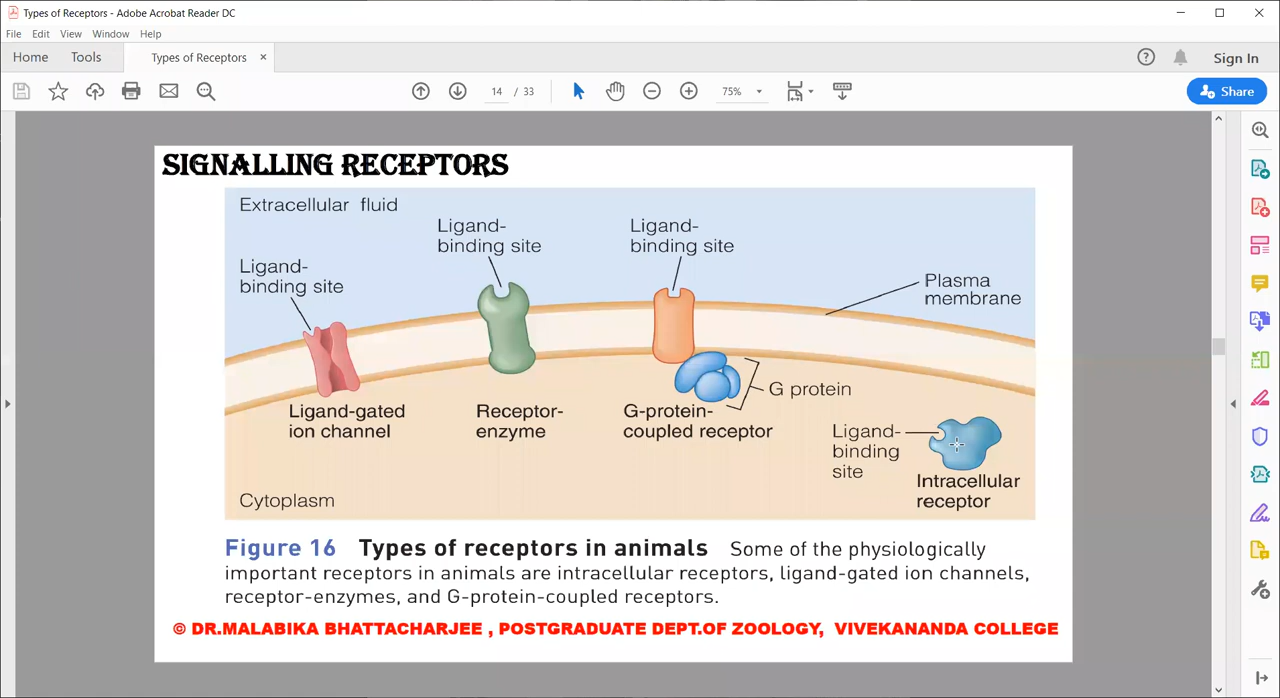 Types of Receptors - Adobe Acrobat Reader DC
File Edit View Window Help
Home Tools Types of Receptors × Sign In
14 / 33 75% Share
SIGNALLING RECEPTORS
Extracellular fluid
Ligand-
binding site
Ligand-
binding site
Ligand-
binding site
Plasma
membrane
G protein
Ligand-gated
ion channel
Receptor-
enzyme
G-protein-
coupled receptor
Ligand-
binding
site
Intracellular
receptor
Cytoplasm
Figure 16 Types of receptors in animals Some of the physiologically
important receptors in animals are intracellular receptors, ligand-gated ion channels,
receptor-enzymes, and G-protein-coupled receptors.
© DR.MALABIKA BHATTACHARJEE , POSTGRADUATE DEPT.OF ZOOLOGY, VIVEKANANDA COLLEGE